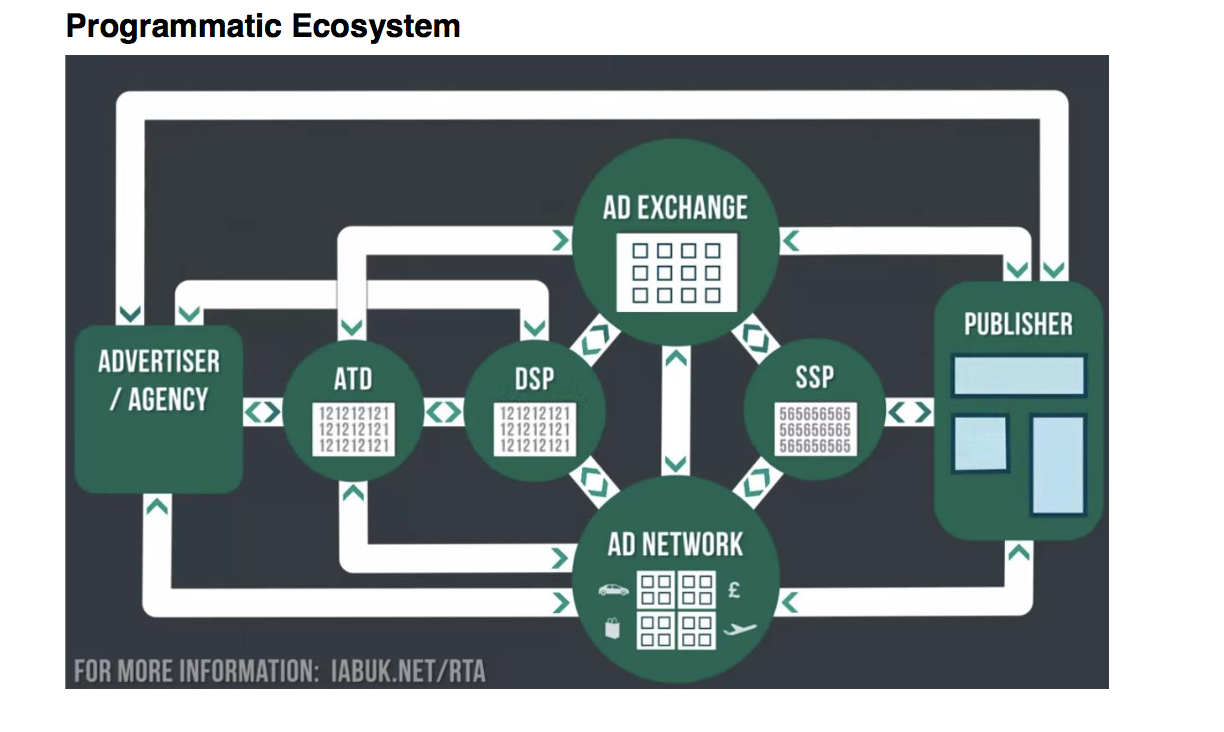 Programmatic Ecosystem
AD EXCHANGE
ADVERTISER
/ AGENCY
ATD
121212121
121212121
121212121
DSP
121212121
121212121
121212121
SSP
565656565
565656565
565656565
PUBLISHER
AD NETWORK
£
FOR MORE INFORMATION: IABUK.NET/RTA